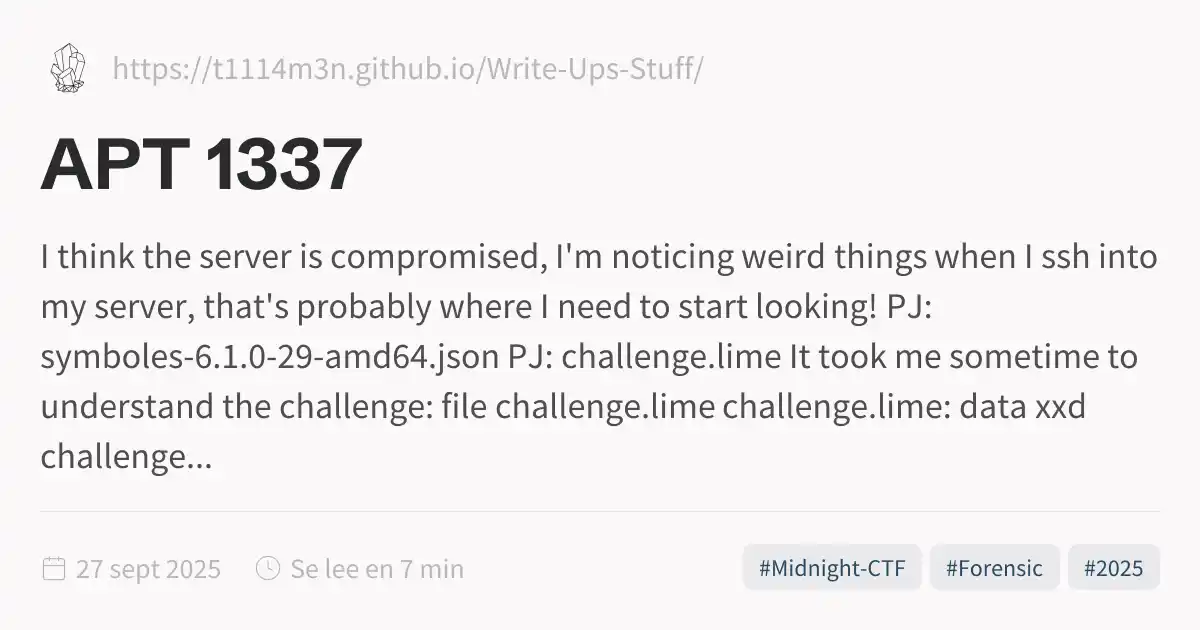 https://t1114m3n.github.io/Write-Ups-Stuff/
APT 1337
I think the server is compromised, I'm noticing weird things when I ssh into
my server, that's probably where I need to start looking! PJ:
symboles-6.1.0-29-amd64.json PJ: challenge.lime It took me sometime to
understand the challenge: file challenge.lime challenge.lime: data xxd
challenge...
27 sept 2025 Se lee en 7 min #Midnight-CTF #Forensic #2025